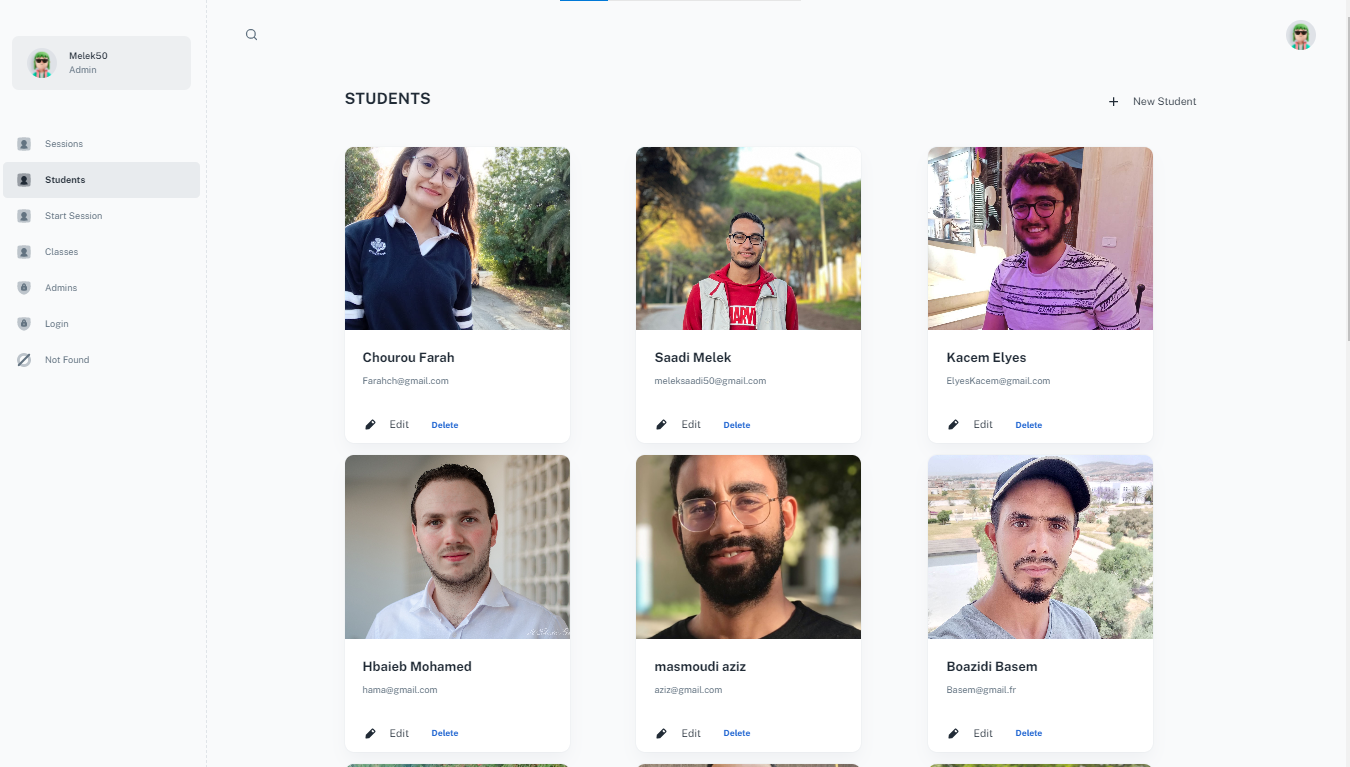 Melek50
Admin
Sessions
Students
Start Session
Classes
Admins
Login
Not Found
STUDENTS
New Student
Chourou Farah
Farahch@gmail.com
Edit Delete
Saadi Melek
meleksaadi50@gmail.com
Edit Delete
Kacem Elyes
ElyesKacem@gmail.com
Edit Delete
Hbaieb Mohamed
hama@gmail.com
Edit Delete
masmoudi aziz
aziz@gmail.com
Edit Delete
Boazidi Basem
Basem@gmail.fr
Edit Delete